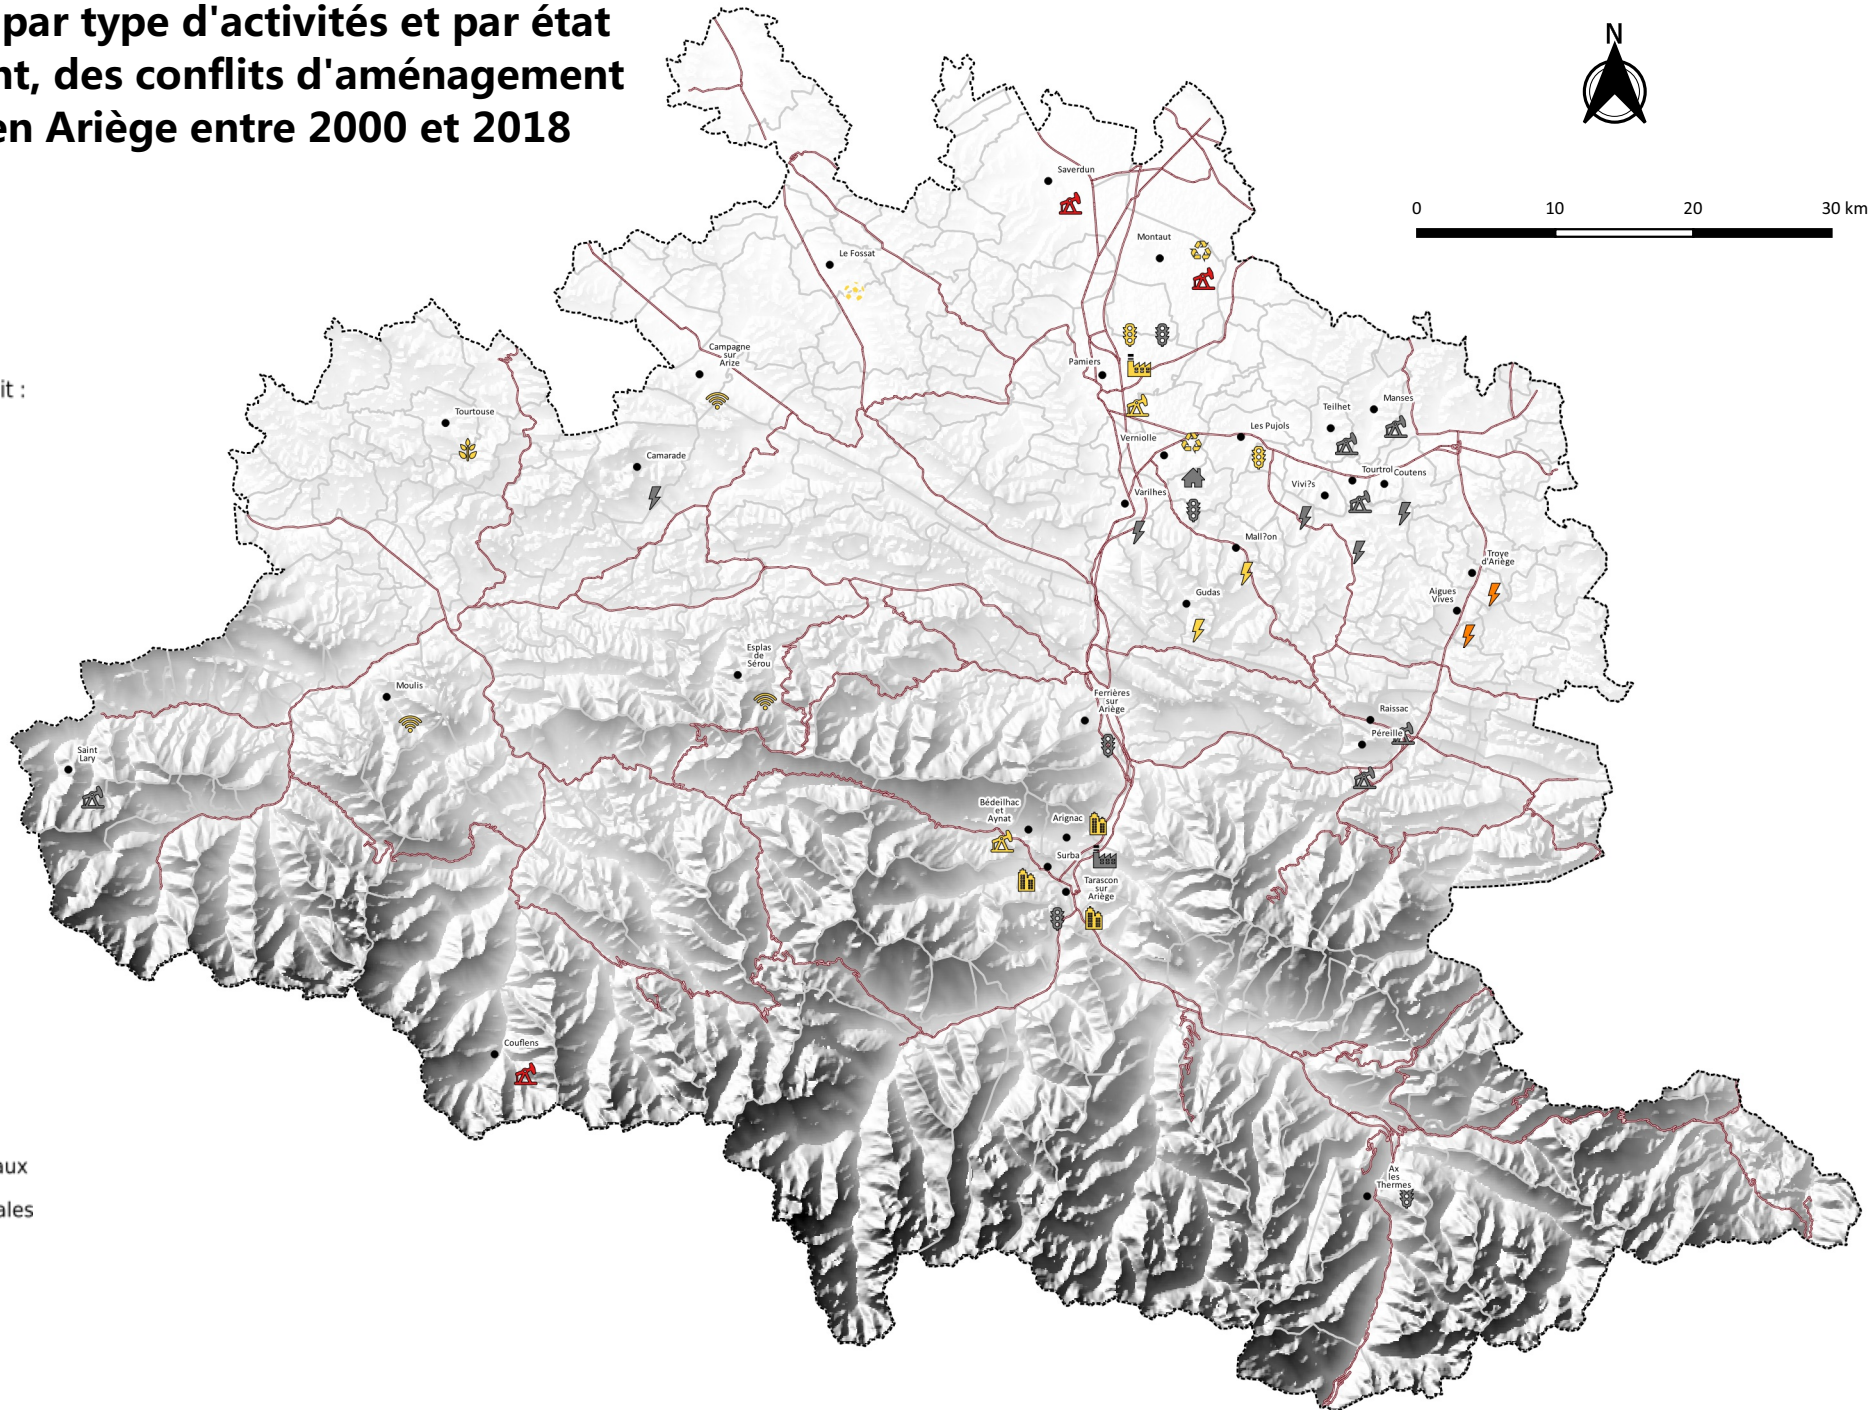 par type d'activités et par état
nt, des conflits d'aménagement
en Ariège entre 2000 et 2018
N
0 10 20 30 km
Saverdun
Montaut
Le Fossat
Campagne
sur
Arize
Pamiers
it :
Manses
Teilhet
Tourtouse
Les Pujols
Verniolle
Camarade
Tourtrol
Coutens
Vivi?s
Varilhes
Mall?on
Troye
d'Ariège
Aigues
Vives
Gudas
Esplas
de
Sérou
Moulis
Ferrières
sur
Ariège
Raissac
Péreille
Saint
Lary
Bédeilhac
et
Aynat
Arignac
Surba
Tarascon
sur
Ariège
Couflens
aux
ales
Ax
les
Thermes